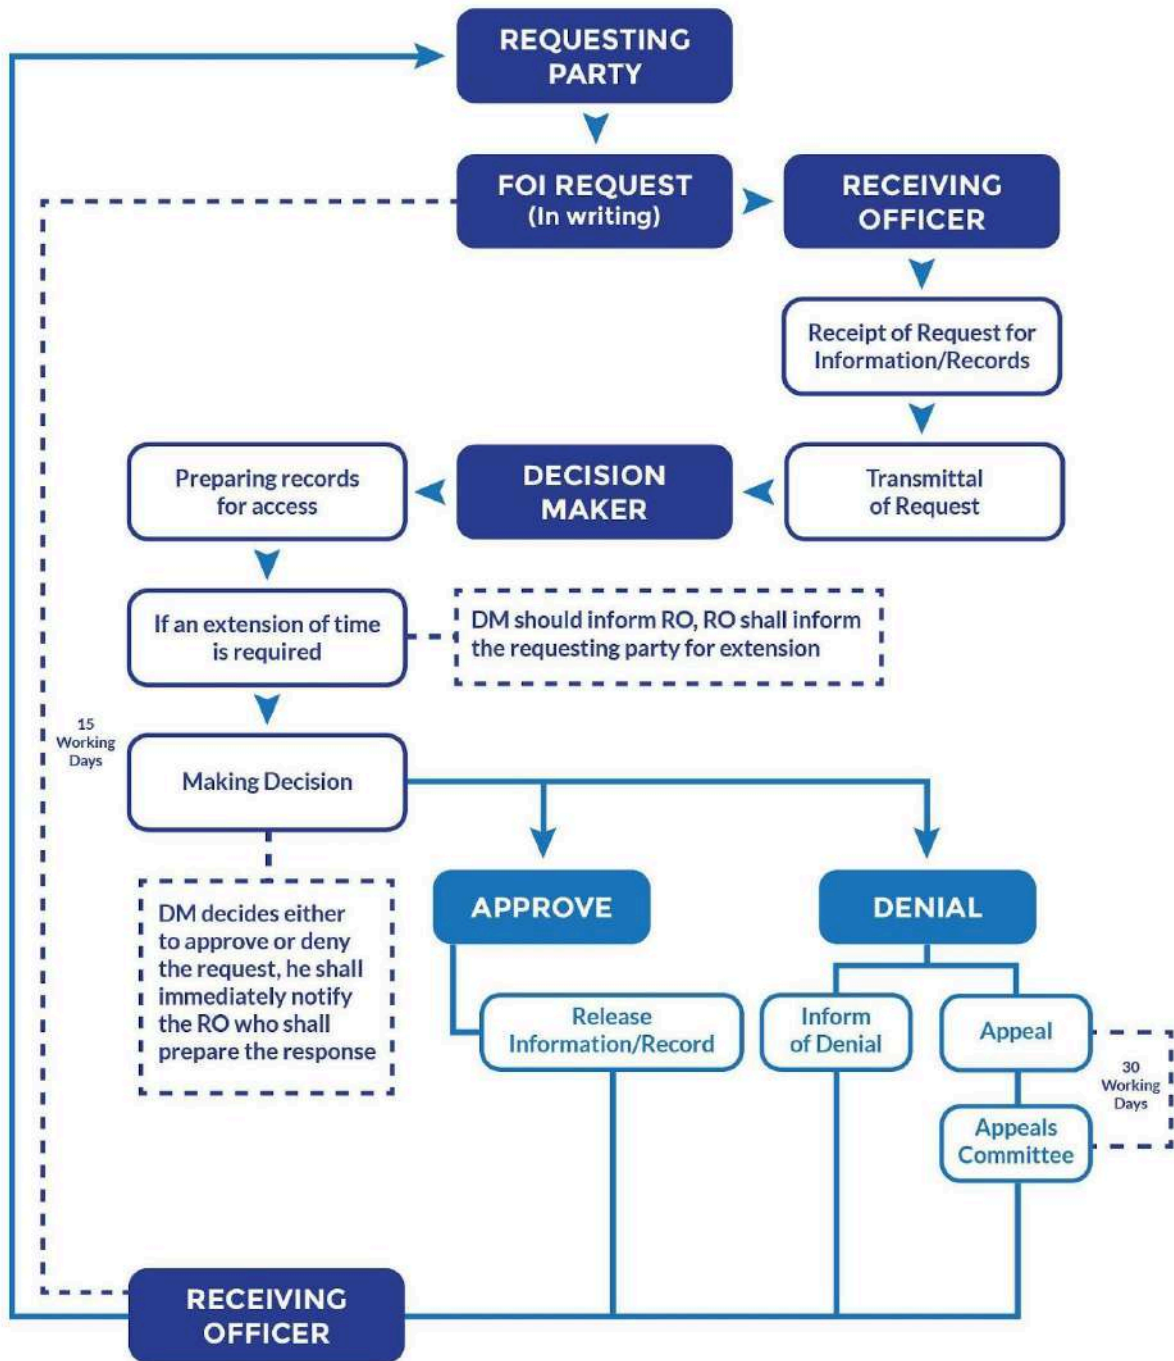 REQUESTING
PARTY
FOI REQUEST
(In writing)
RECEIVING
OFFICER
Receipt of Request for
Information/Records
Transmittal
of Request
DECISION
MAKER
Preparing records
for access
If an extension of time
is required
DM should inform RO, RO shall inform
the requesting party for extension
15
Working
Days
Making Decision
DM decides either
to approve or deny
the request, he shall
immediately notify
the RO who shall
prepare the response
APPROVE
DENIAL
Release
Information/Record
Inform
of Denial
Appeal
30
Working
Days
Appeals
Committee
RECEIVING
OFFICER